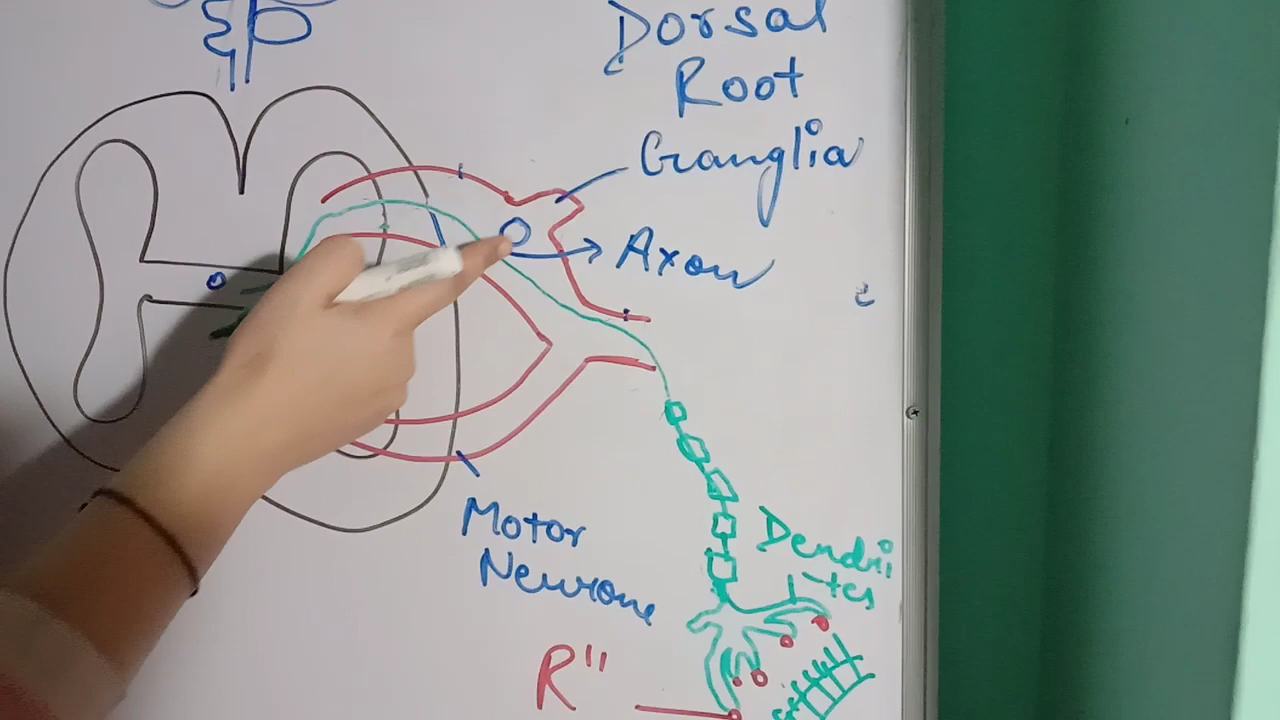 Dorsal
Root
Ganglia
Axon
Motor
Neurone
Dendri
-tes
R"